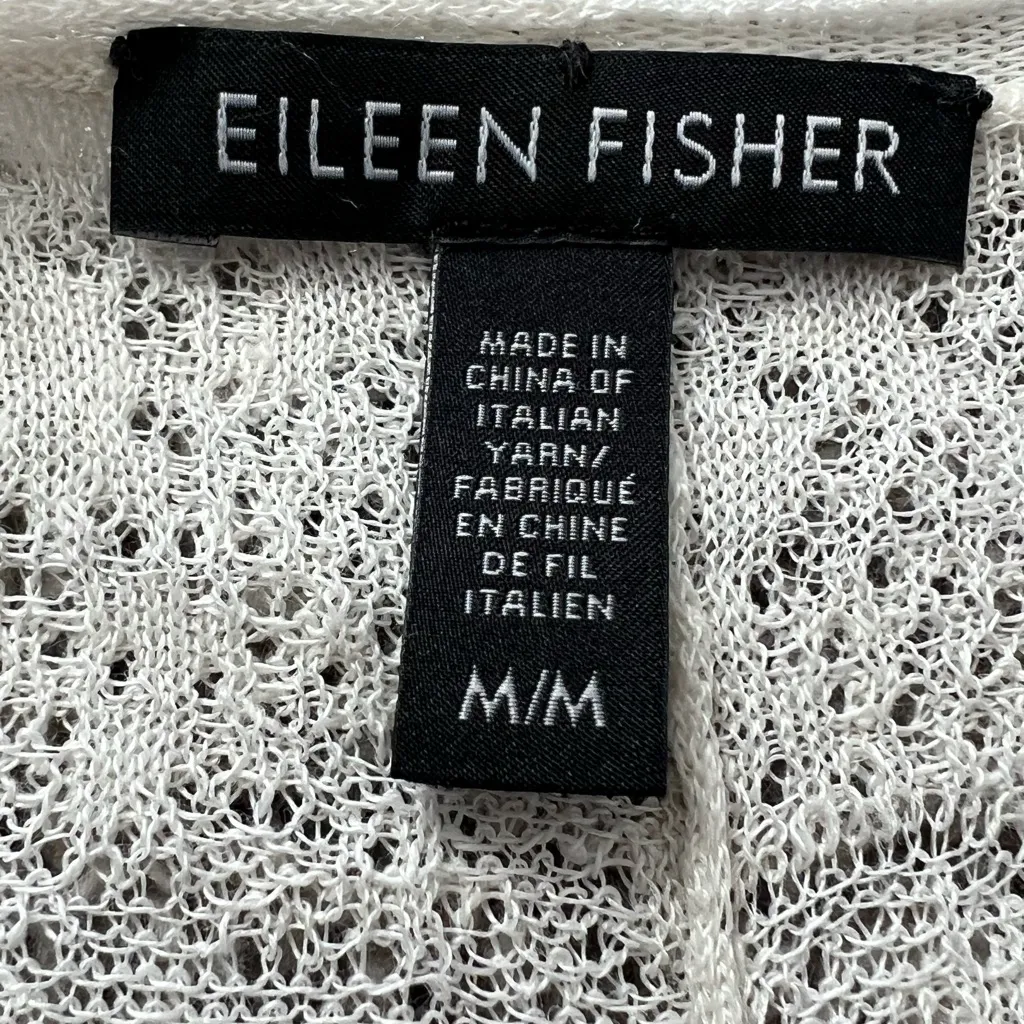 EILEEN FISHER
MADE IN
CHINA OF
ITALIAN
YARN/
FABRIQUÉ
EN CHINE
DE FIL
ITALIEN
M/M